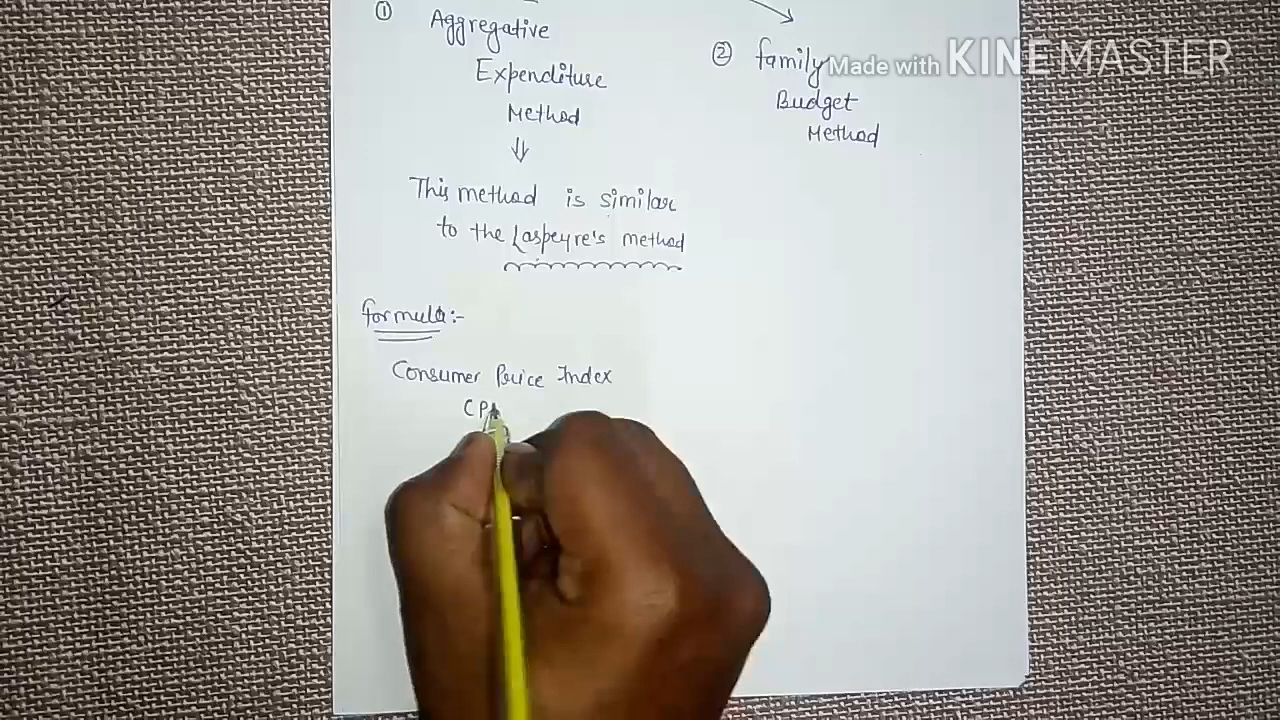 ① Aggregative
Expenditure
Method
⇓
This method is similar
to the Laspeyre's method
② family
Budget
Method
Made with KINEMASTER
formula:-
Consumer Price Index
CP